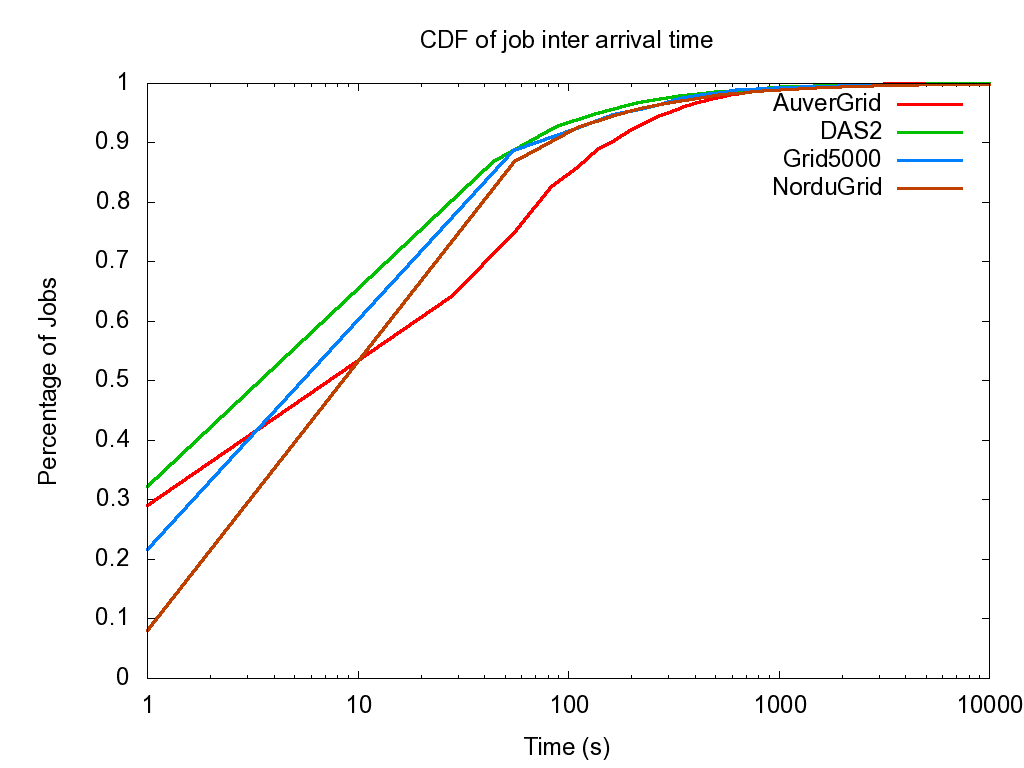 CDF of job inter arrival time
Percentage of Jobs
1
0.9
0.8
0.7
0.6
0.5
0.4
0.3
0.2
0.1
0
AuverGrid
DAS2
Grid5000
NorduGrid
1 10 100 1000 10000
Time (s)